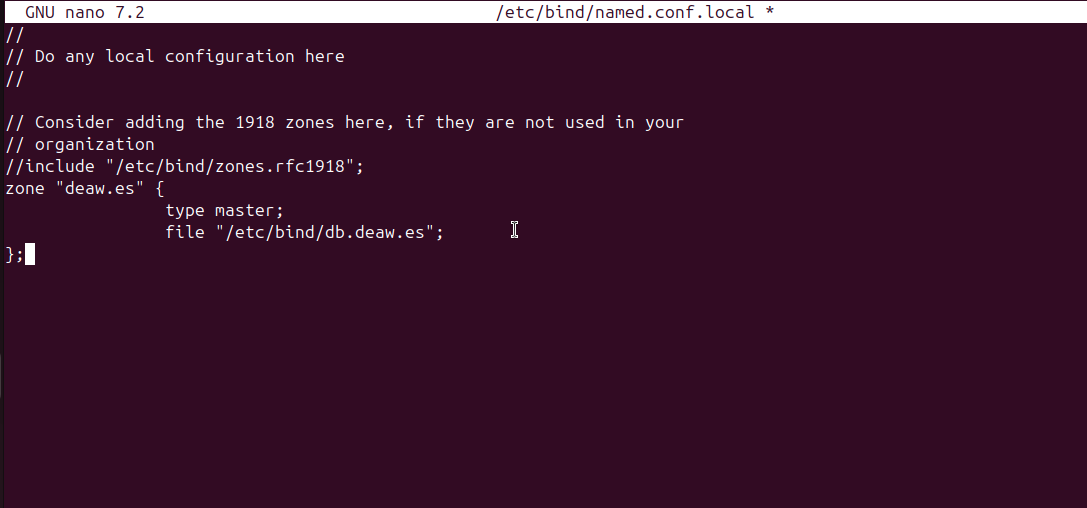 GNU nano 7.2 /etc/bind/named.conf.local *
//
// Do any local configuration here
//
// Consider adding the 1918 zones here, if they are not used in your
// organization
//include "/etc/bind/zones.rfc1918";
zone "deaw.es" {
type master;
file "/etc/bind/db.deaw.es";
};